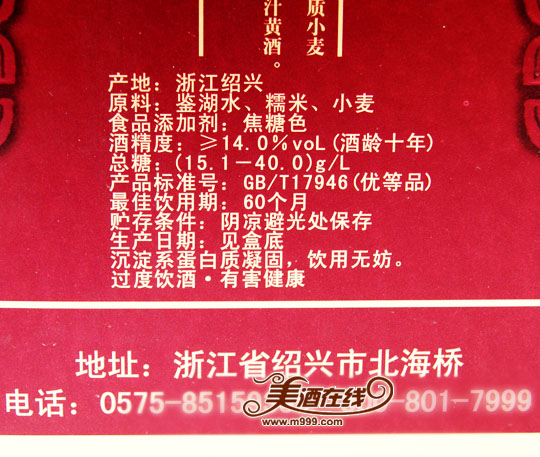 质小麦
汁黄酒。
产地：浙江绍兴
原料：鉴湖水、糯米、小麦
食品添加剂：焦糖色
酒精度：≥14.0%voL(酒龄十年)
总糖：(15.1－40.0)g/L
产品标准号：GB/T17946(优等品)
最佳饮用期：60个月
贮存条件：阴凉避光处保存
生产日期：见盒底
沉淀系蛋白质凝固，饮用无妨。
过度饮酒·有害健康
地址：浙江省绍兴市北海桥
电话：0575-8515 -801-7999
美酒在线
www.m999.com